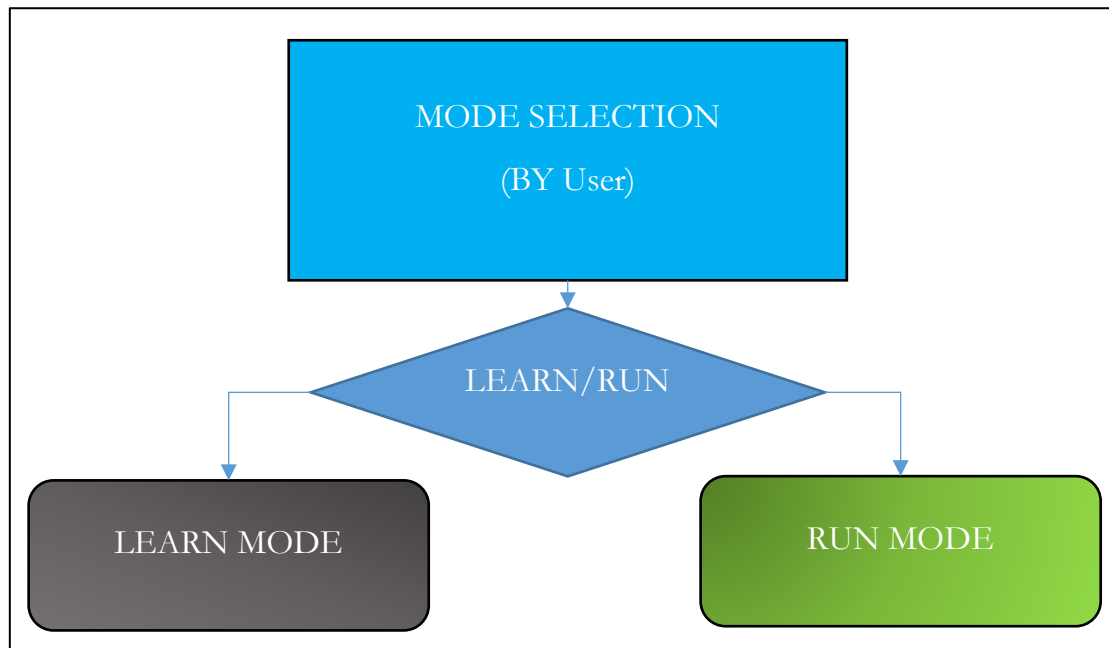 MODE SELECTION
(BY User)
LEARN/RUN
LEARN MODE
RUN MODE